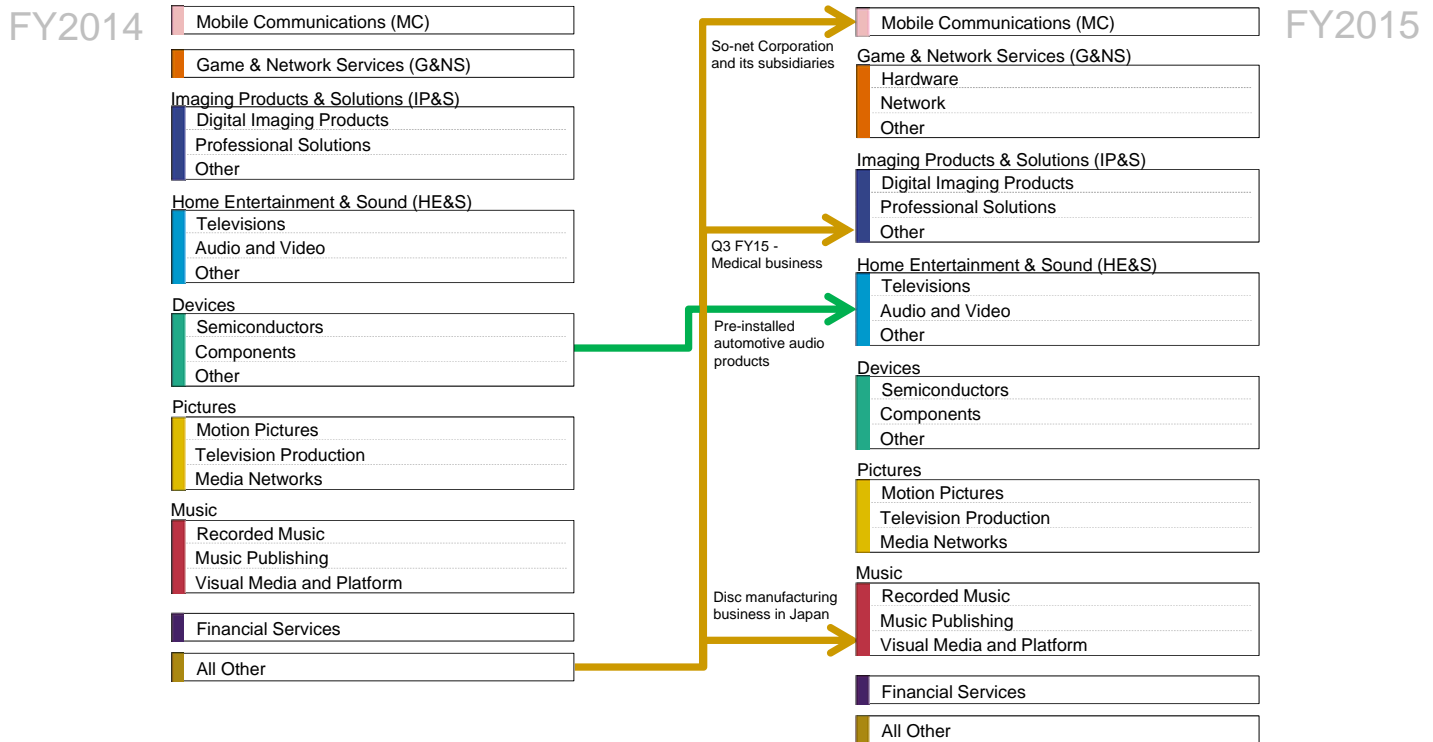 FY2014
Mobile Communications (MC)
Game & Network Services (G&NS)
Imaging Products & Solutions (IP&S)
Digital Imaging Products
Professional Solutions
Other
Home Entertainment & Sound (HE&S)
Televisions
Audio and Video
Other
Devices
Semiconductors
Components
Other
Pictures
Motion Pictures
Television Production
Media Networks
Music
Recorded Music
Music Publishing
Visual Media and Platform
Financial Services
All Other
So-net Corporation
and its subsidiaries
Q3 FY15 -
Medical business
Pre-installed
automotive audio
products
Disc manufacturing
business in Japan
FY2015
Mobile Communications (MC)
Game & Network Services (G&NS)
Hardware
Network
Other
Imaging Products & Solutions (IP&S)
Digital Imaging Products
Professional Solutions
Other
Home Entertainment & Sound (HE&S)
Televisions
Audio and Video
Other
Devices
Semiconductors
Components
Other
Pictures
Motion Pictures
Television Production
Media Networks
Music
Recorded Music
Music Publishing
Visual Media and Platform
Financial Services
All Other